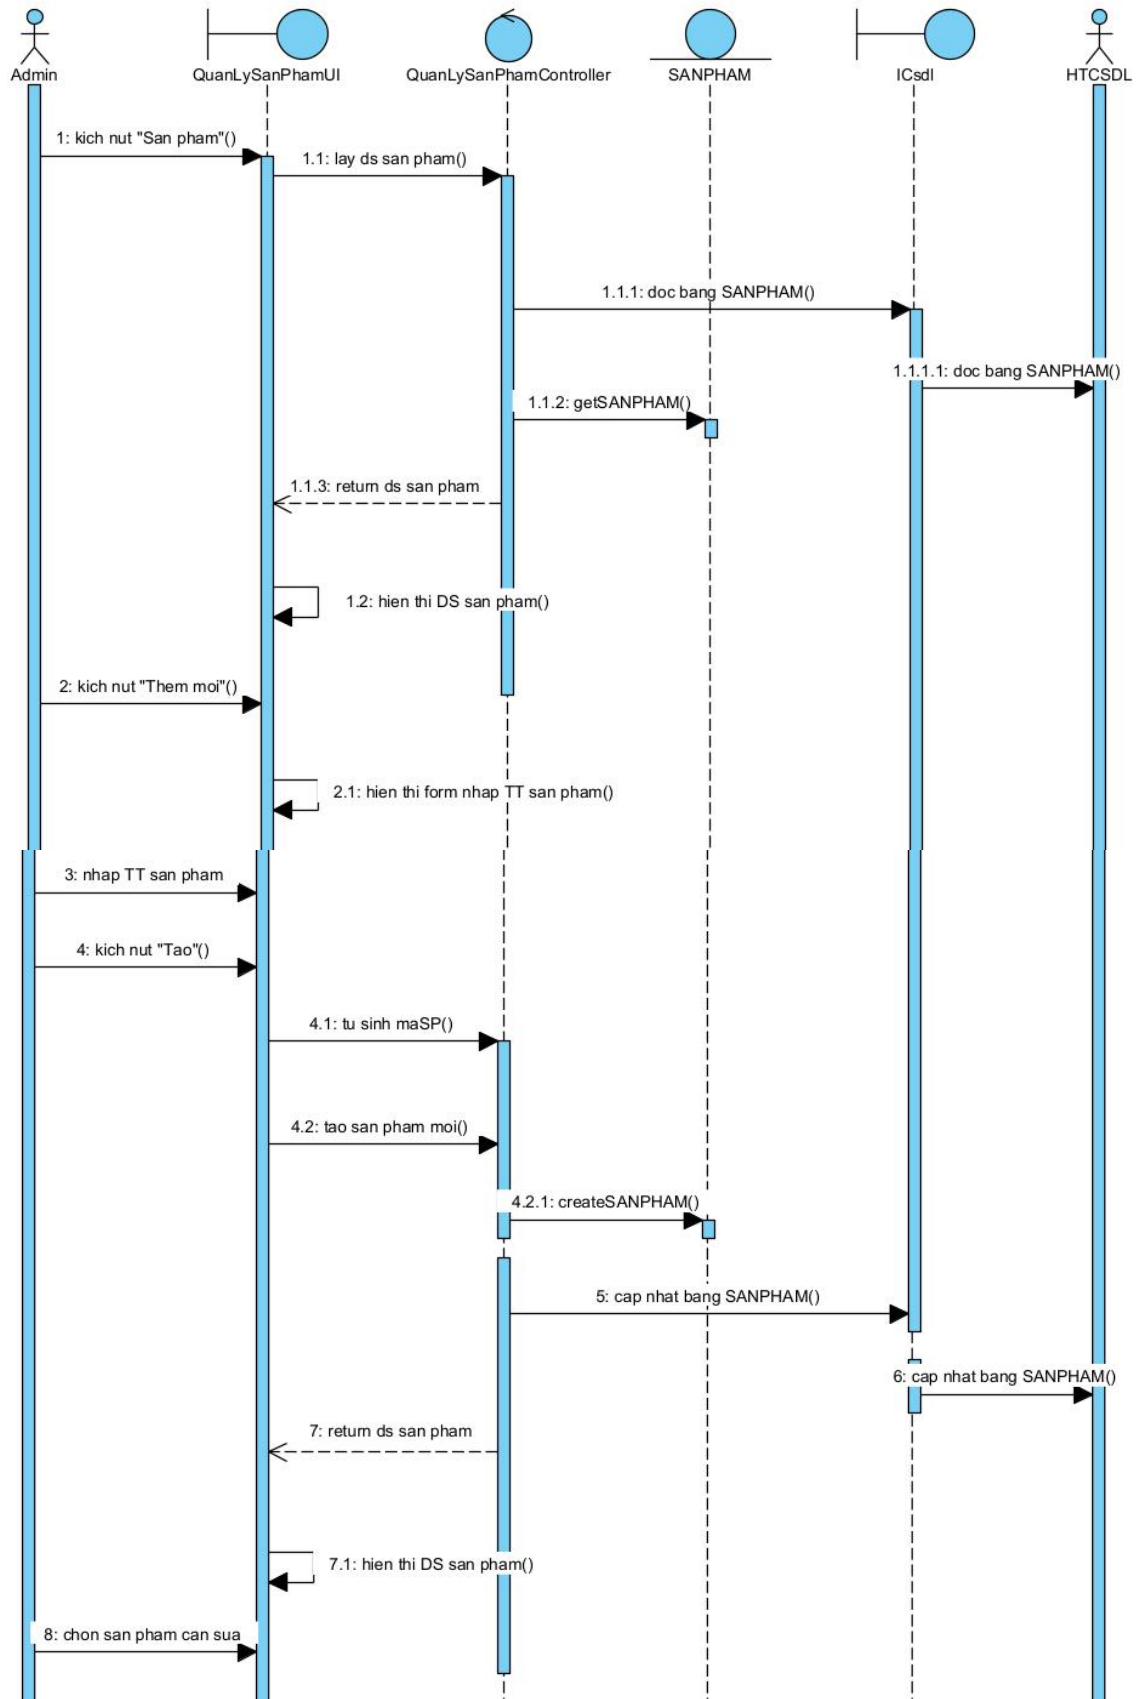 Admin
QuanLySanPhamUI
QuanLySanPhamController
SANPHAM
ICsdl
HTCSDL
1: kich nut "San pham"()
1.1: lay ds san pham()
1.1.1: doc bang SANPHAM()
1.1.1.1: doc bang SANPHAM()
1.1.2: getSANPHAM()
1.1.3: return ds san pham
1.2: hien thi DS san pham()
2: kich nut "Them moi"()
2.1: hien thi form nhap TT san pham()
3: nhap TT san pham
4: kich nut "Tao"()
4.1: tu sinh maSP()
4.2: tao san pham moi()
4.2.1: createSANPHAM()
5: cap nhat bang SANPHAM()
6: cap nhat bang SANPHAM()
7: return ds san pham
7.1: hien thi DS san pham()
8: chon san pham can sua